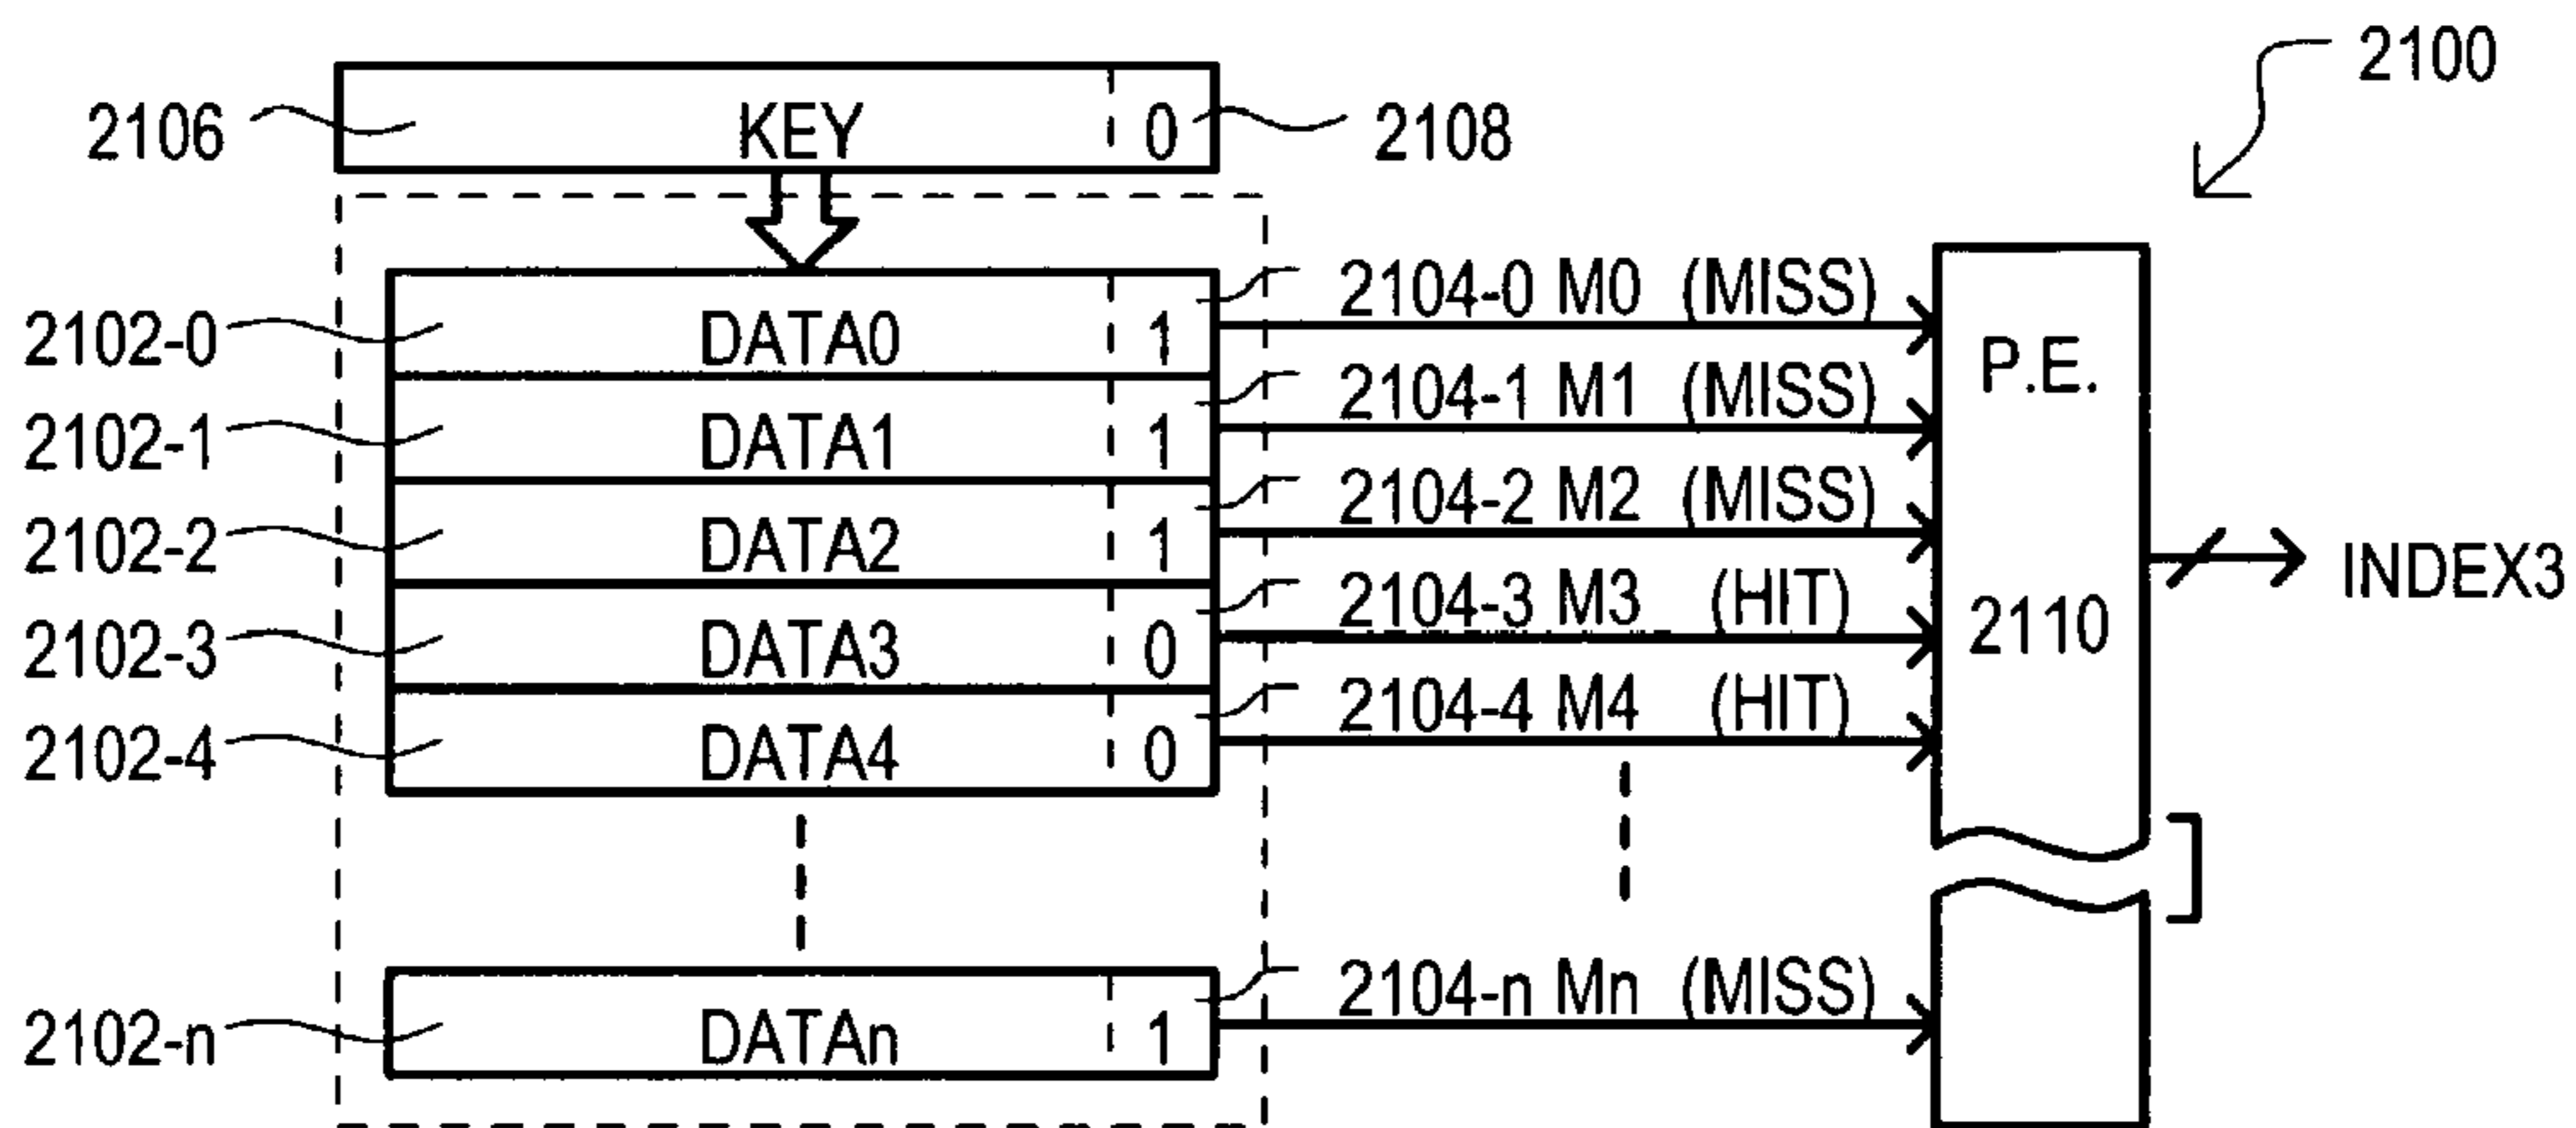 2100
2106 KEY 0 2108
2102-0 DATA0 1 2104-0 M0 (MISS)
P.E.
2102-1 DATA1 1 2104-1 M1 (MISS)
2102-2 DATA2 1 2104-2 M2 (MISS)
INDEX3
2102-3 DATA3 0 2104-3 M3 (HIT)
2110
2102-4 DATA4 0 2104-4 M4 (HIT)
2102-n DATAn 1 2104-n Mn (MISS)